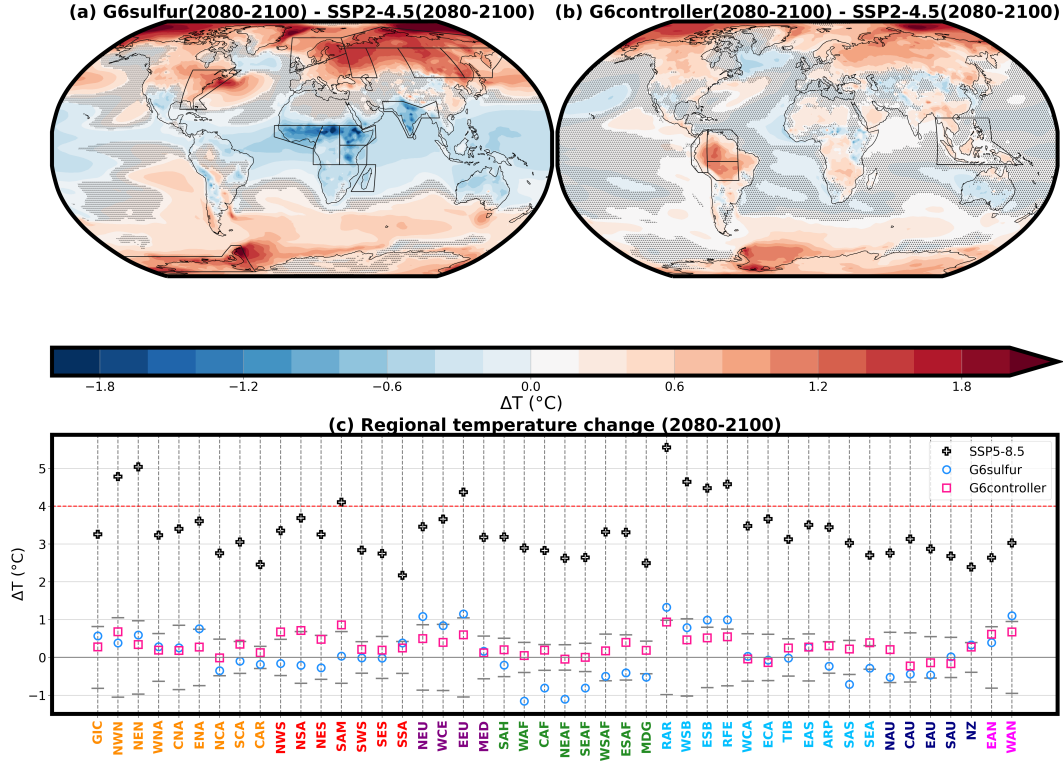 (a) G6sulfur(2080-2100) - SSP2-4.5(2080-2100)
(b) G6controller(2080-2100) - SSP2-4.5(2080-2100)
−1.8 −1.2 −0.6 0.0 0.6 1.2 1.8
ΔT (°C)
(c) Regional temperature change (2080-2100)
SSP5-8.5
G6sulfur
G6controller
ΔT (°C)
5
4
3
2
1
0
−1
GIC NWN NEN WNA CNA ENA NCA SCA CAR NWS NSA NES SAM SWS SES SSA NEU WCE EEU MED SAH WAF CAF NEAF SEAF WSAF ESAF MDG RAR WSB ESB RFE WCA ECA TIB EAS ARP SAS SEA NAU CAU EAU SAU NZ EAN WAN